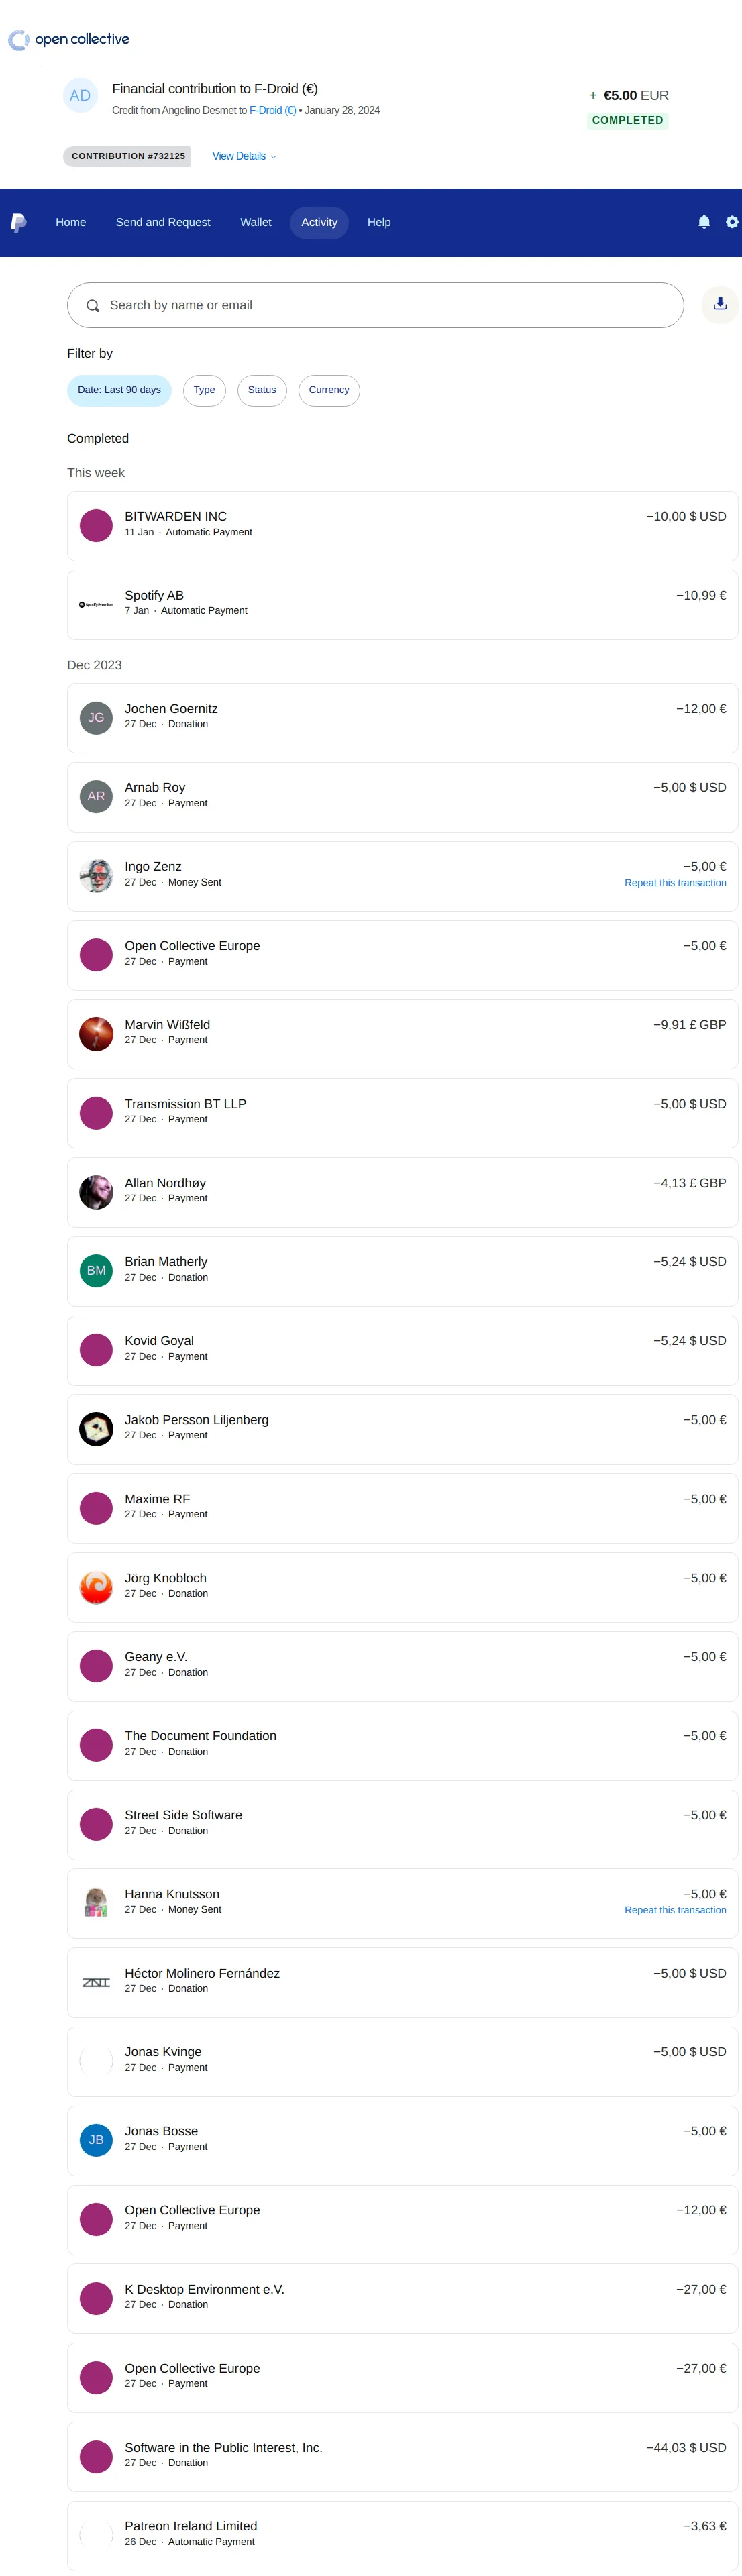 open collective
AD
Financial contribution to F-Droid (€)
+ €5.00 EUR
Credit from Angelino Desmet to F-Droid (€) • January 28, 2024
COMPLETED
CONTRIBUTION #732125 View Details
Home Send and Request Wallet Activity Help
Search by name or email
Filter by
Date: Last 90 days Type Status Currency
Completed
This week
BITWARDEN INC −10,00 $ USD
11 Jan · Automatic Payment
Spotify AB −10,99 €
7 Jan · Automatic Payment
Dec 2023
JG
Jochen Goernitz −12,00 €
27 Dec · Donation
AR
Arnab Roy −5,00 $ USD
27 Dec · Payment
Ingo Zenz −5,00 €
27 Dec · Money Sent Repeat this transaction
Open Collective Europe −5,00 €
27 Dec · Payment
Marvin Wißfeld −9,91 £ GBP
27 Dec · Payment
Transmission BT LLP −5,00 $ USD
27 Dec · Payment
Allan Nordhøy −4,13 £ GBP
27 Dec · Payment
BM
Brian Matherly −5,24 $ USD
27 Dec · Donation
Kovid Goyal −5,24 $ USD
27 Dec · Payment
Jakob Persson Liljenberg −5,00 €
27 Dec · Payment
Maxime RF −5,00 €
27 Dec · Payment
Jörg Knobloch −5,00 €
27 Dec · Donation
Geany e.V. −5,00 €
27 Dec · Donation
The Document Foundation −5,00 €
27 Dec · Donation
Street Side Software −5,00 €
27 Dec · Donation
Hanna Knutsson −5,00 €
27 Dec · Money Sent Repeat this transaction
Héctor Molinero Fernández −5,00 $ USD
27 Dec · Donation
Jonas Kvinge −5,00 $ USD
27 Dec · Payment
JB
Jonas Bosse −5,00 €
27 Dec · Payment
Open Collective Europe −12,00 €
27 Dec · Payment
K Desktop Environment e.V. −27,00 €
27 Dec · Donation
Open Collective Europe −27,00 €
27 Dec · Payment
Software in the Public Interest, Inc. −44,03 $ USD
27 Dec · Donation
Patreon Ireland Limited −3,63 €
26 Dec · Automatic Payment